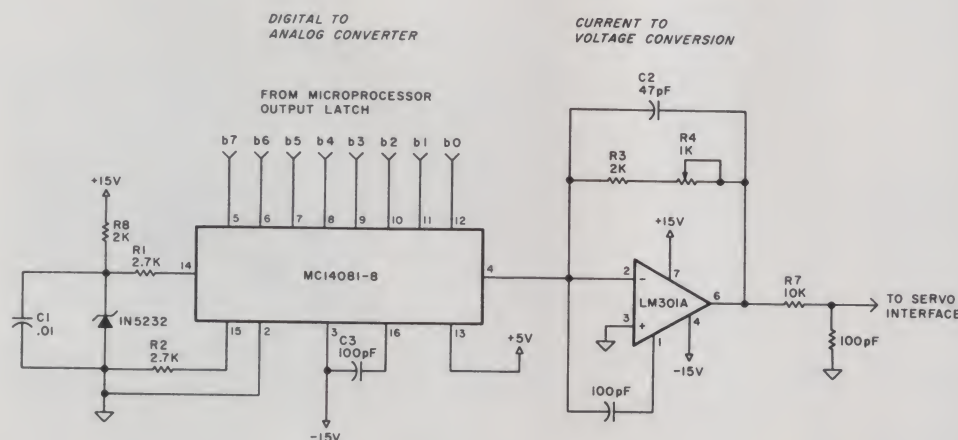 DIGITAL TO
ANALOG CONVERTER
CURRENT TO
VOLTAGE CONVERSION
FROM MICROPROCESSOR
OUTPUT LATCH
b7 b6 b5 b4 b3 b2 b1 b0
C2
47pF
R3
2K
R4
1K
+15V
R8
2K
R1
2.7K
14
5 6 7 8 9 10 11 12
MC14081-8
4
C1
.01
1N5232
R2
2.7K
15 2 3 16 13
C3
100pF
+5V
-15V
+15V
2
-
7
LM301A
6
3
+
4
1
-15V
100pF
R7
10K
TO SERVO
INTERFACE
100pF